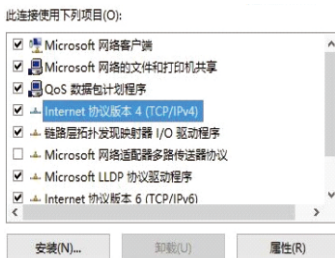 此连接使用下列项目(O):
Microsoft 网络客户端
Microsoft 网络的文件和打印机共享
QoS 数据包计划程序
Internet 协议版本 4 (TCP/IPv4)
链路层拓扑发现映射器 I/O 驱动程序
Microsoft 网络适配器多路传送器协议
Microsoft LLDP 协议驱动程序
Internet 协议版本 6 (TCP/IPv6)
安装(N)...
卸载(U)
属性(R)